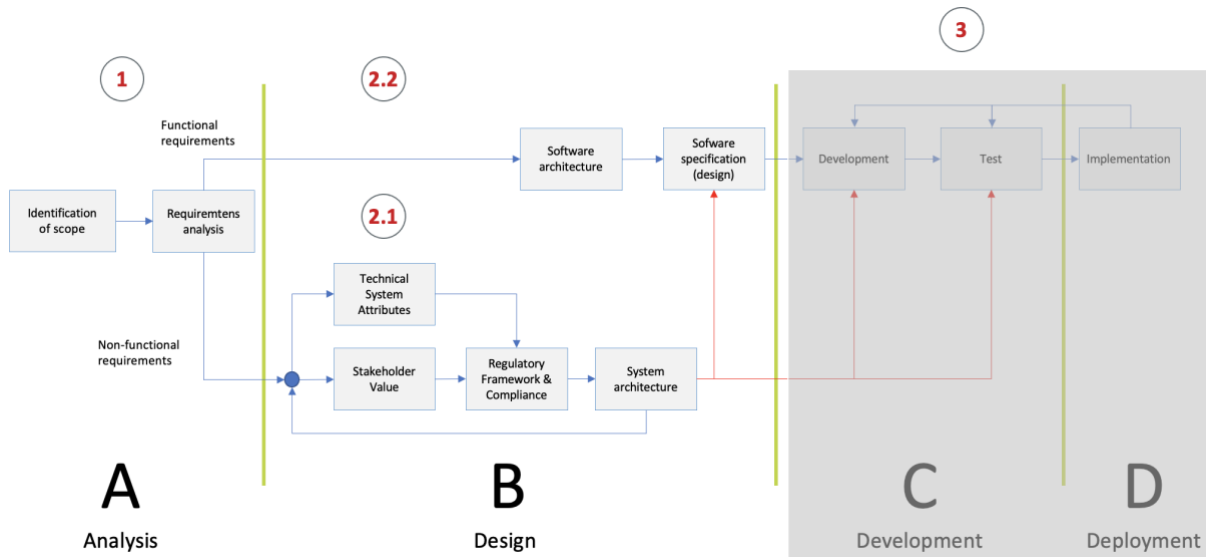 1
2.2
3
Functional
requirements
Software
architecture
Sofware
specification
(design)
Development
Test
Implementation
Identification
of scope
Requiremtens
analysis
2.1
Technical
System
Attributes
Non-functional
requirements
Stakeholder
Value
Regulatory
Framework &
Compliance
System
architecture
A
B
C
D
Analysis
Design
Development
Deployment